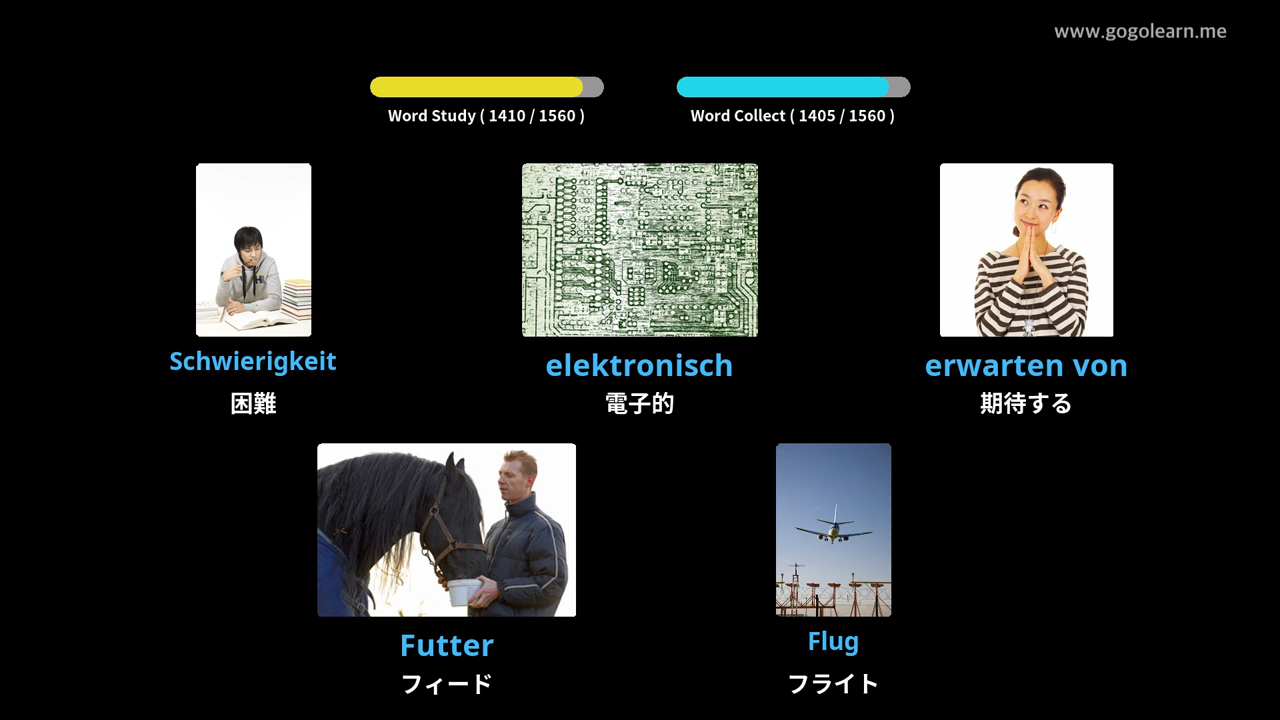 www.gogolearn.me
Word Study ( 1410 / 1560 )
Word Collect ( 1405 / 1560 )
Schwierigkeit
困難
elektronisch
電子的
erwarten von
期待する
Futter
フィード
Flug
フライト